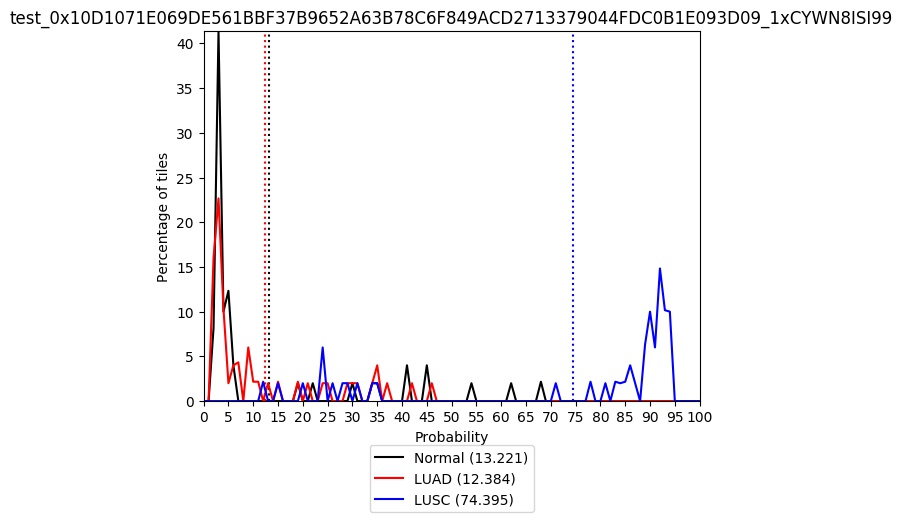 test_0x10D1071E069DE561BBF37B9652A63B78C6F849ACD2713379044FDC0B1E093D09_1xCYWN8ISI99
40
35
30
25
20
15
10
5
0
Percentage of tiles
0 5 10 15 20 25 30 35 40 45 50 55 60 65 70 75 80 85 90 95 100
Probability
Normal (13.221)
LUAD (12.384)
LUSC (74.395)